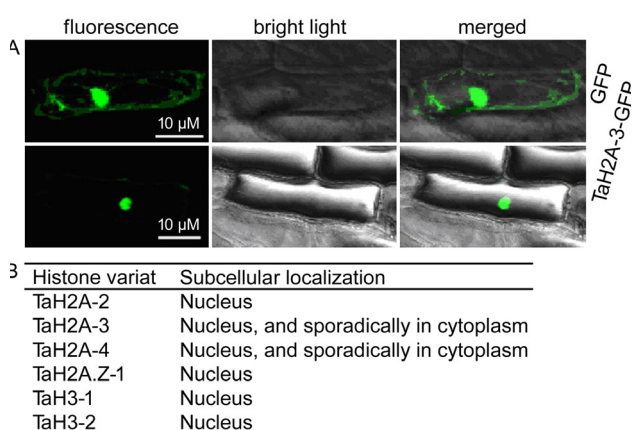 fluorescence bright light merged
A
GFP
10 µM
TaH2A-3-GFP
10 µM
B
Histone variat Subcellular localization
TaH2A-2 Nucleus
TaH2A-3 Nucleus, and sporadically in cytoplasm
TaH2A-4 Nucleus, and sporadically in cytoplasm
TaH2A.Z-1 Nucleus
TaH3-1 Nucleus
TaH3-2 Nucleus